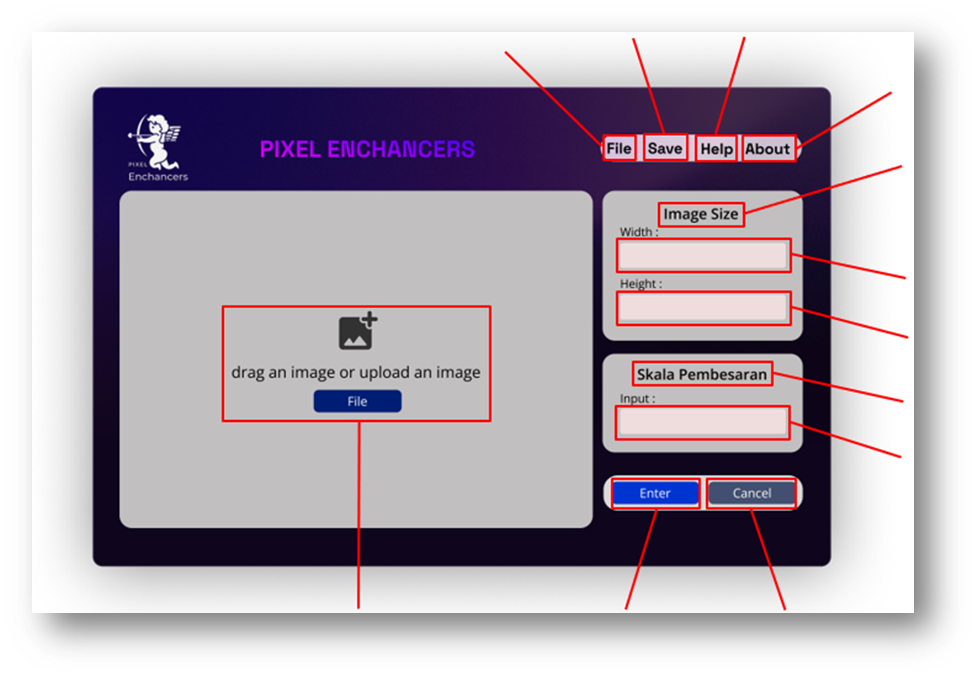 PIXEL
Enchancers
PIXEL ENCHANCERS
File Save Help About
Image Size
Width :
Height :
drag an image or upload an image
File
Skala Pembesaran
Input :
Enter Cancel